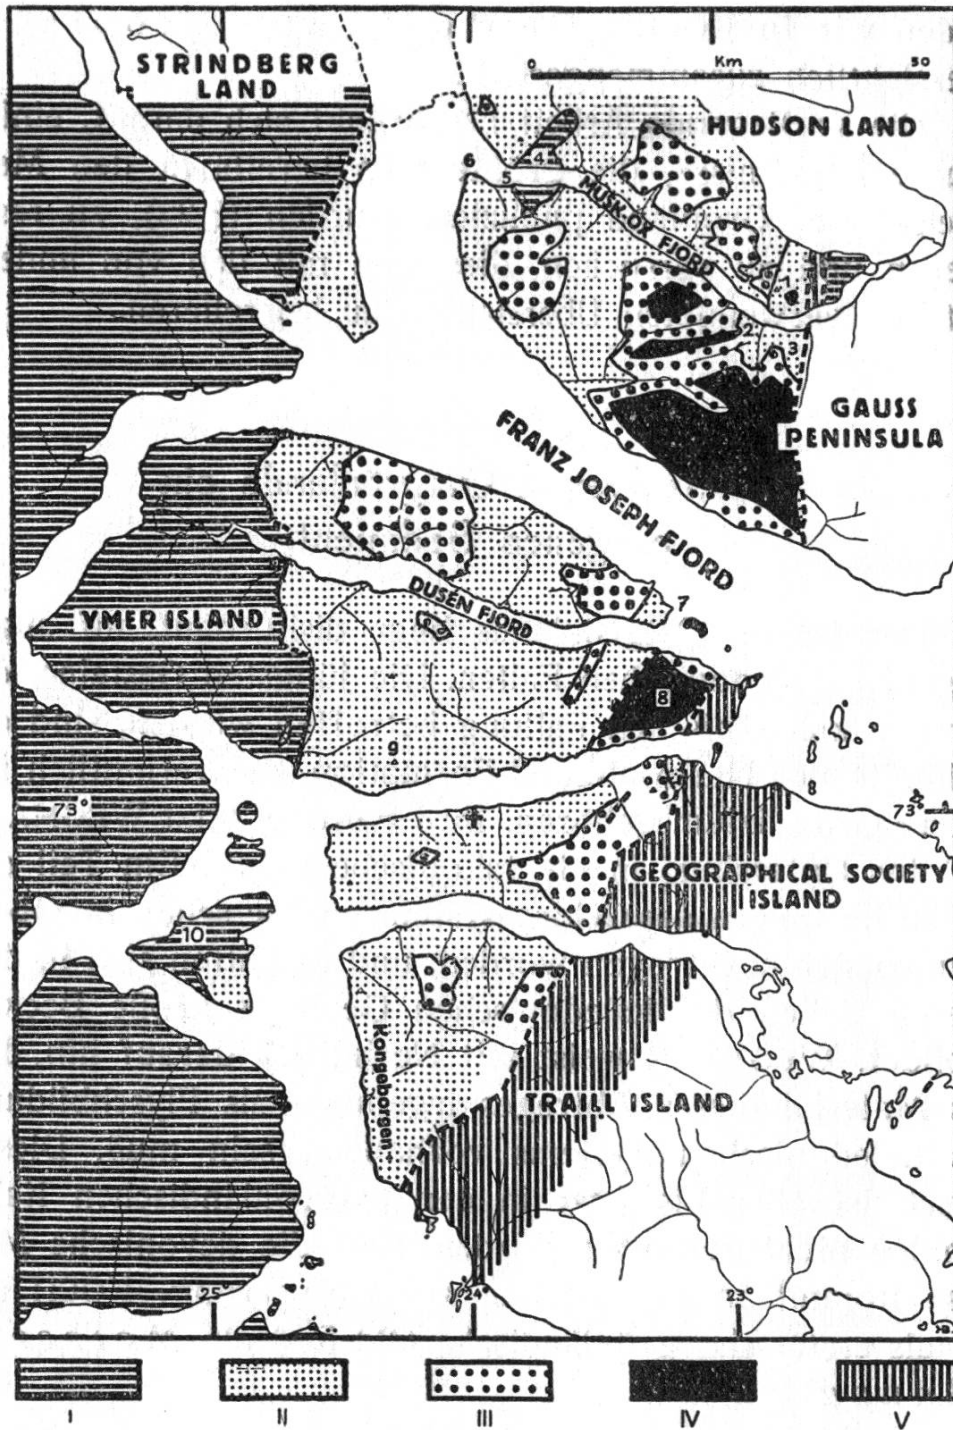 STRINDBERG
LAND
0 Km 50
HUDSON LAND
6
5
4
MUSK-OX FJORD
1
2
3
GAUSS
PENINSULA
FRANZ JOSEPH FJORD
YMER ISLAND
DUSÉN FJORD
7
8
9
73°
73°
GEOGRAPHICAL SOCIETY
ISLAND
10
Kongeborgen
TRAILL ISLAND
25°
24°
23°
I II III IV V